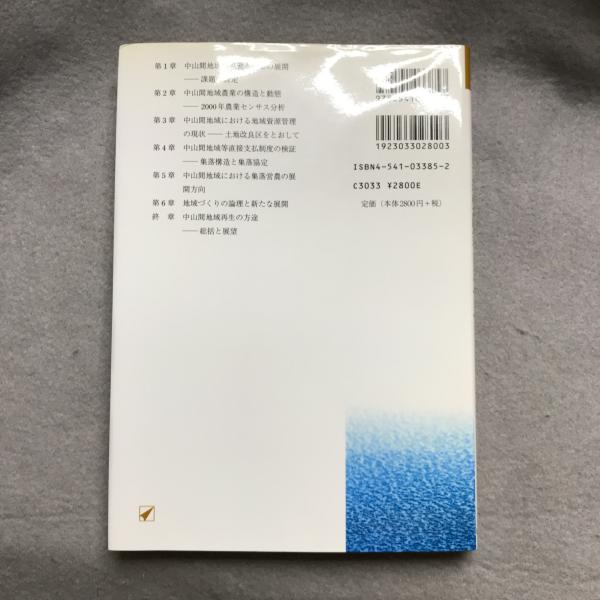 第1章 中山間地域 の展開
――課題 定
第2章 中山間地域農業の構造と動態
――2000年農業センサス分析
第3章 中山間地域における地域資源管理
の現状――土地改良区をとおして
第4章 中山間地域等直接支払制度の検証
――集落構造と集落協定
第5章 中山間地域における集落営農の展
開方向
第6章 地域づくりの論理と新たな展開
終 章 中山間地域再生の方途
――総括と展望
1923033028003
ISBN4-541-03385-2
C3033 ¥2800E
定価（本体2800円＋税）